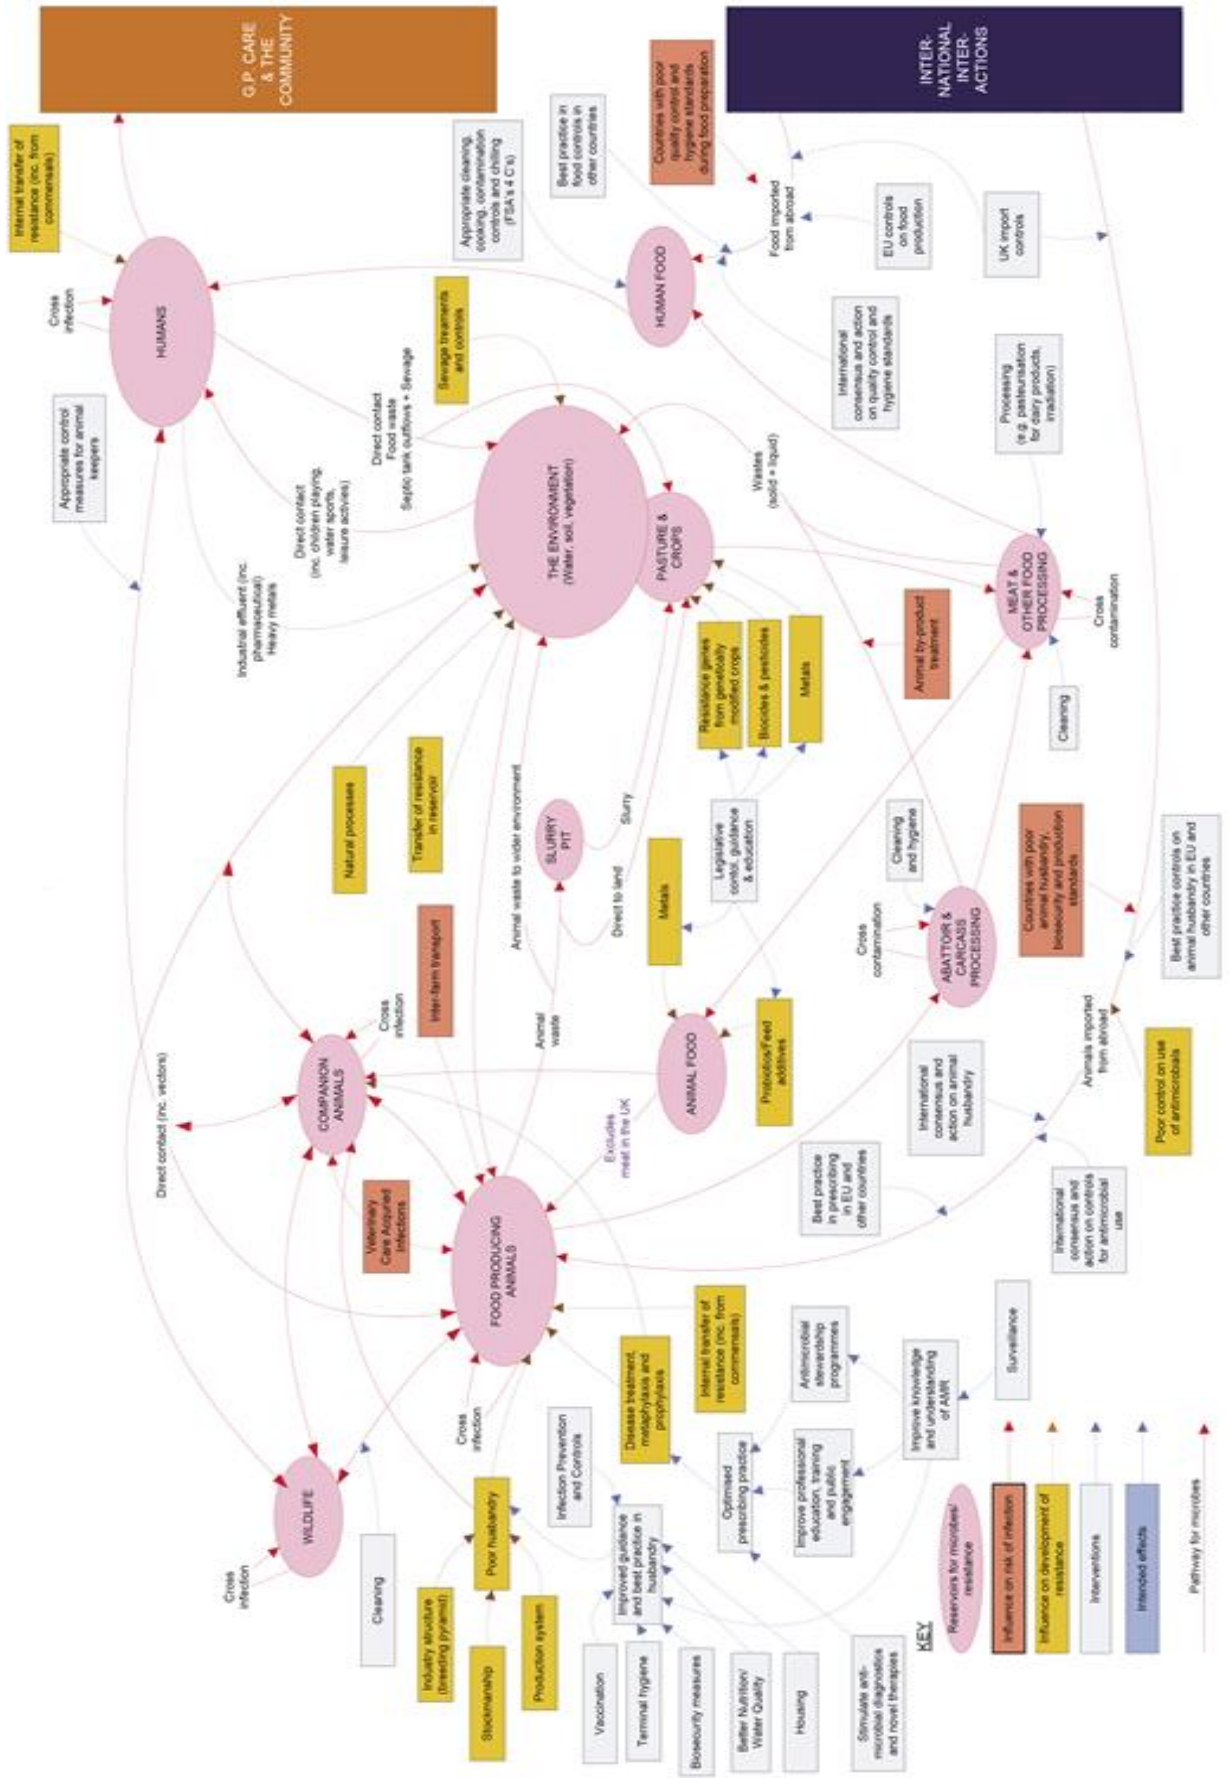 G.P. CARE
& THE
COMMUNITY
INTER-
NATIONAL
INTER-
ACTIONS
Internal transfer of
resistance (inc. from
commensals)
Cross
infection
HUMANS
Appropriate control
measures for animal
keepers
Appropriate cleaning,
cooking, contamination
controls and chilling
(FSA's 4 C's)
Best practice in
food controls in
other countries
Countries with poor
quality control and
hygiene standards
during food preparation
Sewage treatments
and controls
HUMAN FOOD
Food imported
from abroad
EU controls
on food
production
UK import
controls
International
consensus and action
on quality control and
hygiene standards
Processing
(e.g. pasteurisation
for dairy products,
irradiation)
Direct contact
Food waste
Septic tank outflows + Sewage
Direct contact
(inc. children playing,
water sports,
leisure activies)
Industrial effluent (inc.
pharmaceutical)
Heavy metals
THE ENVIRONMENT
(Water, soil, vegetation)
PASTURE &
CROPS
Wastes
(solid + liquid)
MEAT &
OTHER FOOD
PROCESSING
Cross
contamination
Animal by-product
treatment
Cleaning
Resistance genes
from genetically
modified crops
Biocides & pesticides
Metals
Natural processes
Transfer of resistance
in reservoir
Animal waste to wider environment
SLURRY
PIT
Slurry
Direct to land
Legislative
contol, guidance
& education
Metals
Cleaning
and hygiene
Cross
contamination
ABATTOIR &
CARCASS
PROCESSING
Countries with poor
animal husbandry,
biosecurity and production
standards
Best practice controls on
animal husbandry in EU and
other countries
Inter-farm transport
Animal
waste
Cross
infection
COMPANION
ANIMALS
Direct contact (inc. vectors)
ANIMAL FOOD
Probiotics/Feed
additives
Excludes
meat in the UK
Animals imported
from abroad
Poor control on use
of antimicrobials
International
consensus and
action on animal
husbandry
Best practice
in prescribing
in EU and
other countries
International
consensus and
action on controls
for antimicrobial
use
Veterinary
Care Acquired
Infections
FOOD PRODUCING
ANIMALS
Internal transfer of
resistance (inc. from
commensals)
Disease treatment,
metaphylaxis and
prophylaxis
Antimicrobial
stewardship
programmes
Surveillance
Improve knowledge
and understanding
of AMR
Optimised
prescribing practice
Improve professional
education, training
and public
engagement
Cross
infection
Infection Prevention
and Controls
WILDLIFE
Cross
infection
Cleaning
Poor husbandry
Improved guidance
and best practice in
husbandry
Industry structure
(breeding pyramid)
Stockmanship
Production system
Vaccination
Terminal hygiene
Biosecurity measures
Better Nutrition/
Water Quality
Housing
Stimulate anti-
microbial diagnostics
and novel therapies
KEY
Reservoirs for microbes/
resistance
Influence on risk of infection
Influence on development of
resistance
Interventions
Intended effects
Pathway for microbes